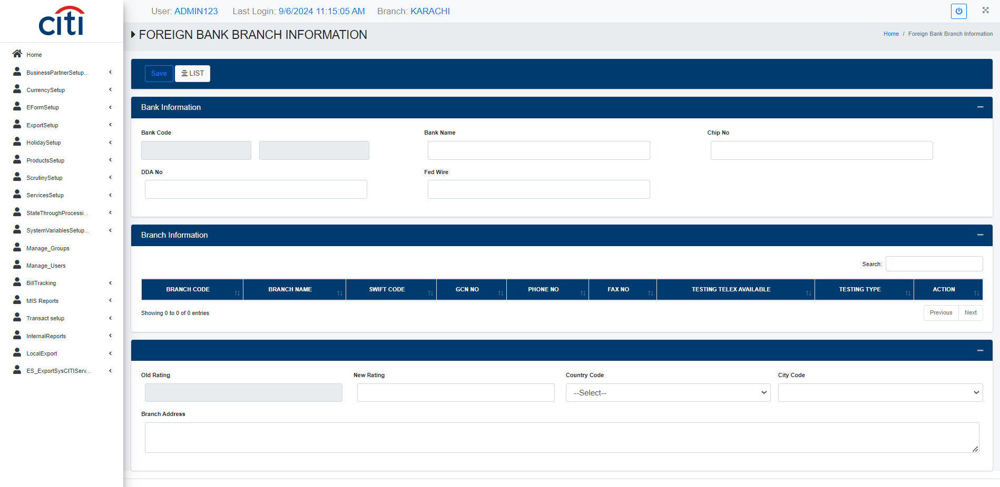 citi
User: ADMIN123 Last Login: 9/6/2024 11:15:05 AM Branch: KARACHI
FOREIGN BANK BRANCH INFORMATION
Home / Foreign Bank Branch Information
Home
BusinessPartnerSetup...
CurrencySetup
EFormSetup
ExportSetup
HolidaySetup
ProductsSetup
ScrutinySetup
ServicesSetup
StateThroughProcessi...
SystemVariablesSetup...
Manage_Groups
Manage_Users
BillTracking
MIS Reports
Transact setup
InternalReports
LocalExport
ES_ExportSysCITIServ...
Save LIST
Bank Information
Bank Code Bank Name Chip No
DDA No Fed Wire
Branch Information
Search:
BRANCH CODE BRANCH NAME SWIFT CODE GCN NO PHONE NO FAX NO TESTING TELEX AVAILABLE TESTING TYPE ACTION
Showing 0 to 0 of 0 entries
Previous Next
Old Rating New Rating Country Code City Code
--Select--
Branch Address